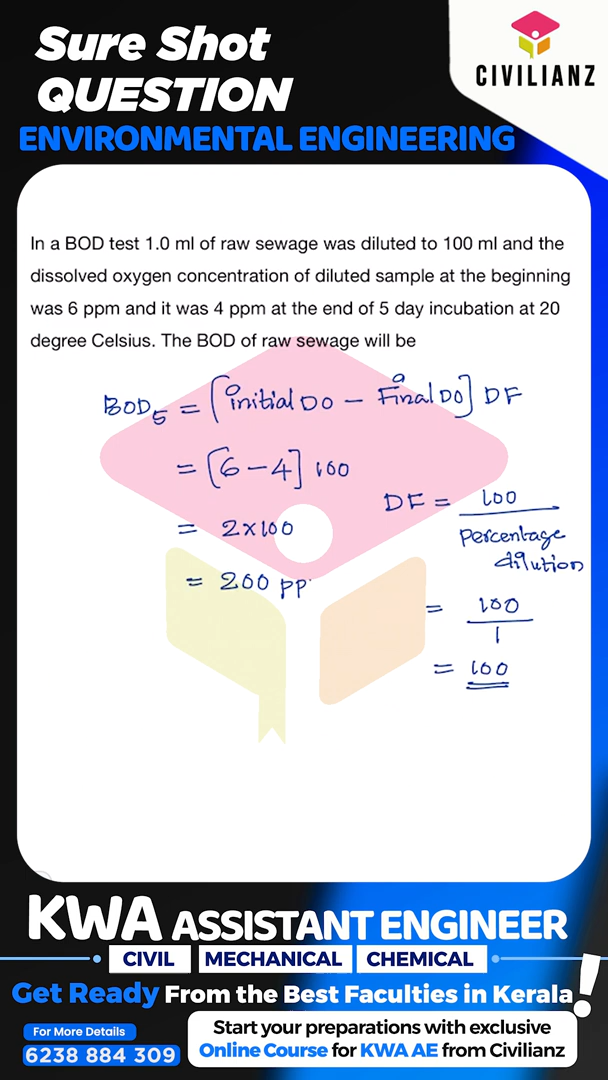 Sure Shot
QUESTION
CIVILIANZ
ENVIRONMENTAL ENGINEERING
In a BOD test 1.0 ml of raw sewage was diluted to 100 ml and the
dissolved oxygen concentration of diluted sample at the beginning
was 6 ppm and it was 4 ppm at the end of 5 day incubation at 20
degree Celsius. The BOD of raw sewage will be
BOD5 = [initial DO - Final DO] DF
= [6-4] 100
= 2×100
= 200 pp
DF = 100
percentage
dilution
= 100
1
= 100
KWA ASSISTANT ENGINEER
CIVIL MECHANICAL CHEMICAL
Get Ready From the Best Faculties in Kerala!
For More Details
6238 884 309
Start your preparations with exclusive
Online Course for KWA AE from Civilianz